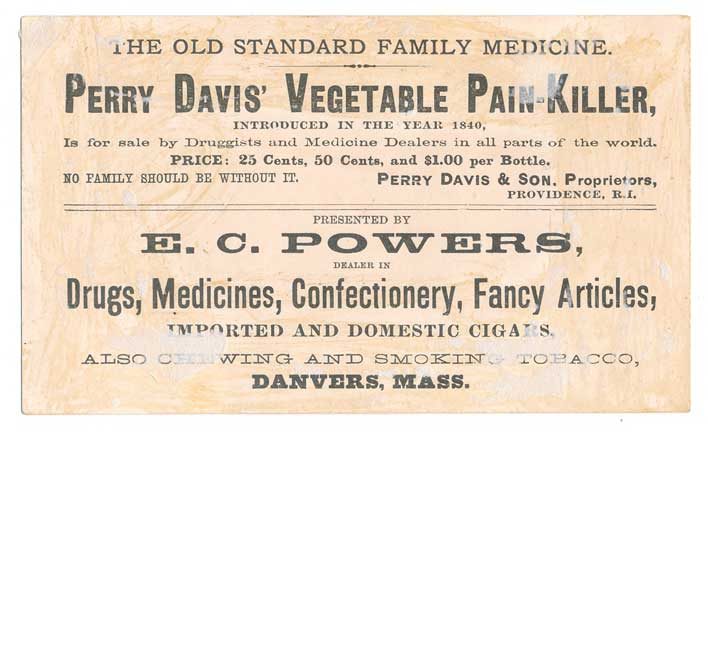 THE OLD STANDARD FAMILY MEDICINE.
PERRY DAVIS' VEGETABLE PAIN-KILLER,
INTRODUCED IN THE YEAR 1840,
Is for sale by Druggists and Medicine Dealers in all parts of the world.
PRICE: 25 Cents, 50 Cents, and $1.00 per Bottle.
NO FAMILY SHOULD BE WITHOUT IT. PERRY DAVIS & SON, Proprietors,
PROVIDENCE, R.I.
PRESENTED BY
E. C. POWERS,
DEALER IN
Drugs, Medicines, Confectionery, Fancy Articles,
IMPORTED AND DOMESTIC CIGARS,
ALSO CHEWING AND SMOKING TOBACCO,
DANVERS, MASS.